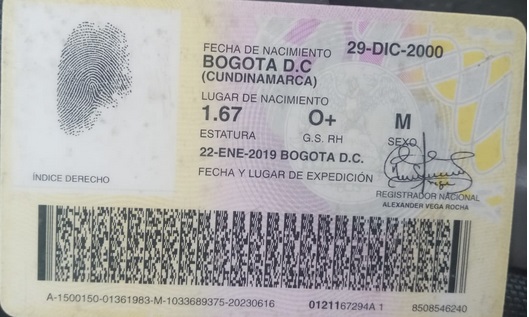 FECHA DE NACIMIENTO 29-DIC-2000
BOGOTA D.C
(CUNDINAMARCA)
LUGAR DE NACIMIENTO
1.67 O+ M
ESTATURA G.S. RH SEXO
22-ENE-2019 BOGOTA D.C.
FECHA Y LUGAR DE EXPEDICIÓN
REGISTRADOR NACIONAL
ALEXANDER VEGA ROCHA
ÍNDICE DERECHO
A-1500150-01361983-M-1033689375-20230616 0121167294A 1 8508546240